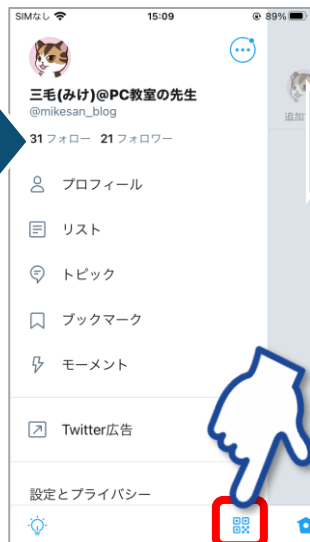 SIMなし 15:09 89%
三毛(みけ)@PC教室の先生
@mikesan_blog
31 フォロー 21 フォロワー
プロフィール
リスト
トピック
ブックマーク
モーメント
Twitter広告
設定とプライバシー
追加